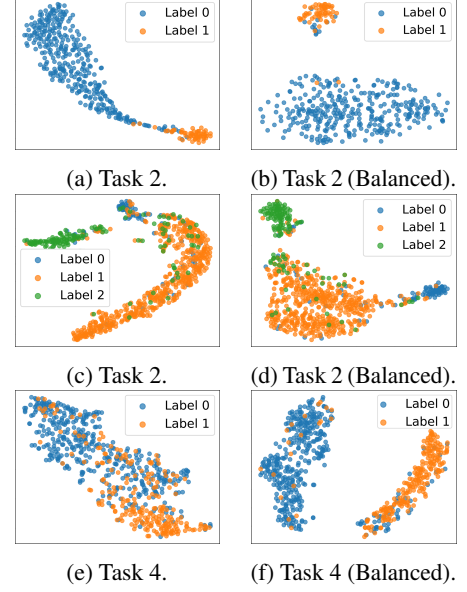 Label 0
Label 1
Label 0
Label 1
(a) Task 2.
(b) Task 2 (Balanced).
Label 0
Label 1
Label 2
Label 0
Label 1
Label 2
(c) Task 2.
(d) Task 2 (Balanced).
Label 0
Label 1
Label 0
Label 1
(e) Task 4.
(f) Task 4 (Balanced).